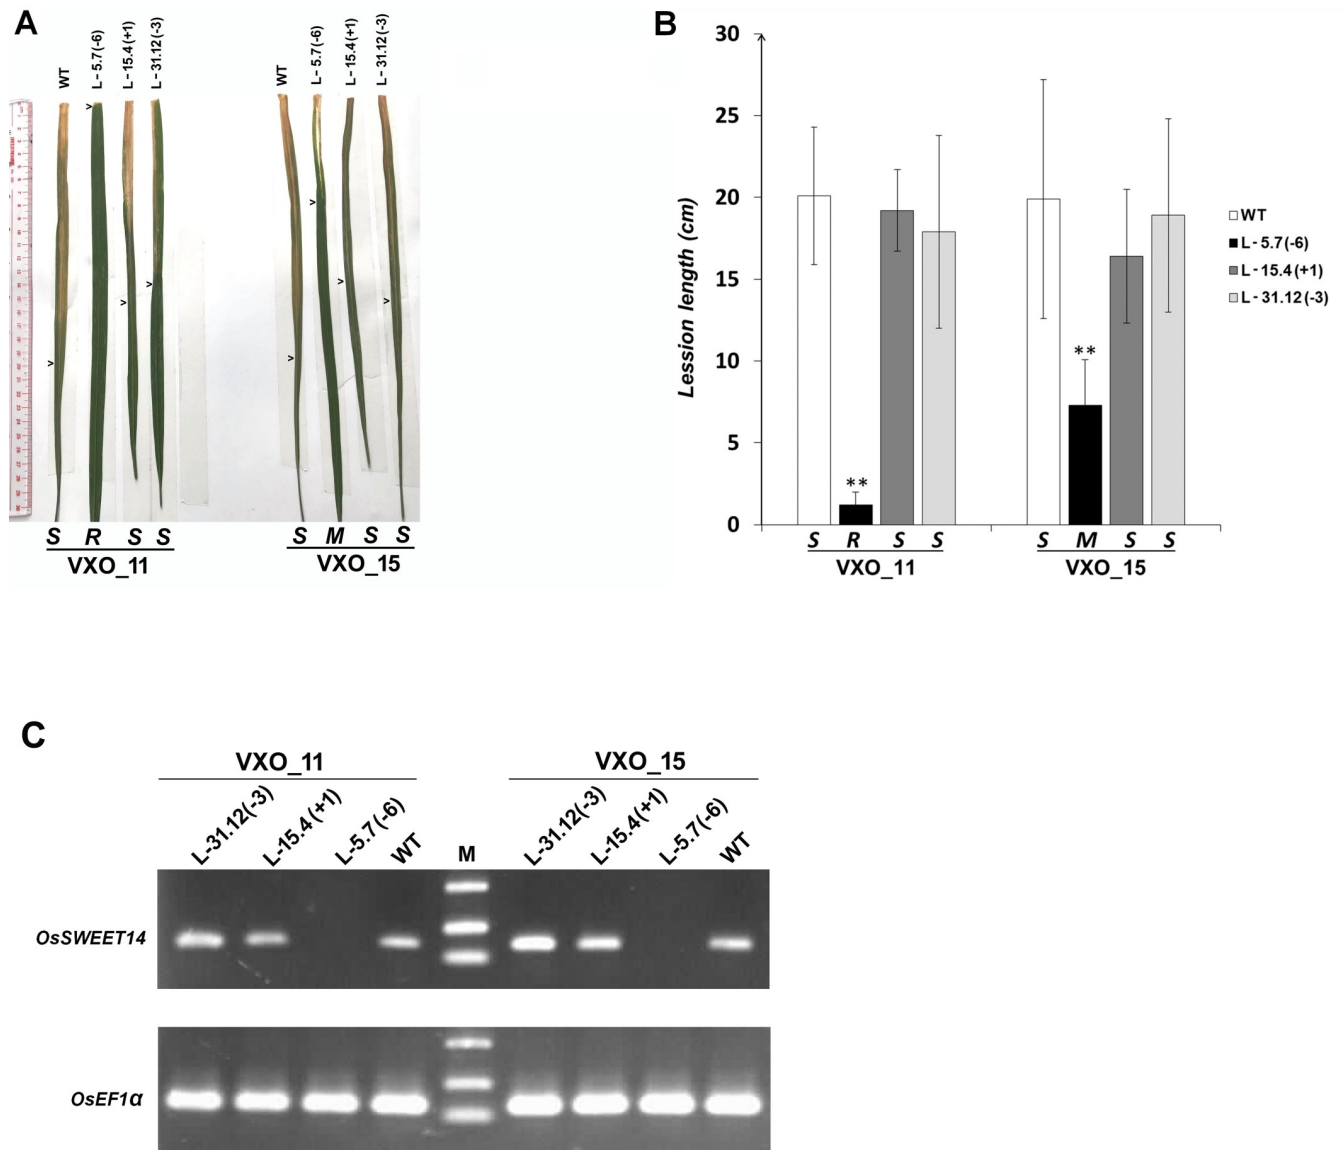 A
WT
L-5.7(-6)
L-15.4(+1)
L-31.12(-3)
WT
L-5.7(-6)
L-15.4(+1)
L-31.12(-3)
>
>
>
>
>
>
>
>
S R S S
VXO_11
S M S S
VXO_15
B
30
25
20
15
10
5
0
Lession length (cm)
**
**
S R S S
VXO_11
S M S S
VXO_15
WT
L-5.7(-6)
L-15.4(+1)
L-31.12(-3)
C
VXO_11
VXO_15
L-31.12(-3)
L-15.4(+1)
L-5.7(-6)
WT
M
L-31.12(-3)
L-15.4(+1)
L-5.7(-6)
WT
OsSWEET14
OsEF1α